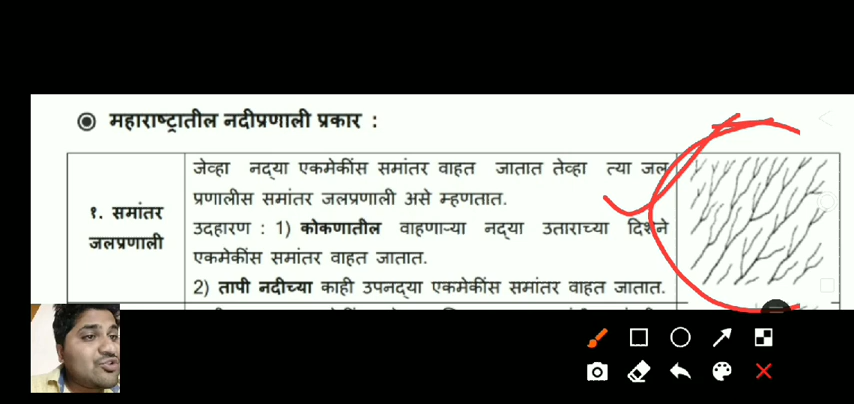 महाराष्ट्रातील नदीप्रणाली प्रकार :
१. समांतर
जलप्रणाली
जेव्हा नद्या एकमेकींस समांतर वाहत जातात तेव्हा त्या जल
प्रणालीस समांतर जलप्रणाली असे म्हणतात.
उदाहरण : 1) कोकणातील वाहणाऱ्या नद्या उताराच्या दिशेने
एकमेकींस समांतर वाहत जातात.
2) तापी नदीच्या काही उपनद्या एकमेकींस समांतर वाहत जातात.